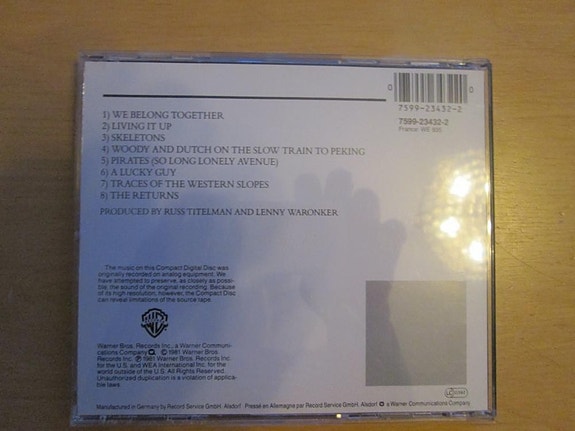 0 0
7599-23432-2
7599-23432-2
France: WE 835
1) WE BELONG TOGETHER
2) LIVING IT UP
3) SKELETONS
4) WOODY AND DUTCH ON THE SLOW TRAIN TO PEKING
5) PIRATES (SO LONG LONELY AVENUE)
6) A LUCKY GUY
7) TRACES OF THE WESTERN SLOPES
8) THE RETURNS
PRODUCED BY RUSS TITELMAN AND LENNY WARONKER
The music on this Compact Digital Disc was
originally recorded on analog equipment. We
have attempted to preserve, as closely as possi-
ble, the sound of the original recording. Because
of its high resolution, however, the Compact Disc
can reveal limitations of the source tape.
Warner Bros. Records Inc., a Warner Communi-
cations Company. © 1981 Warner Bros.
Records Inc. ℗ 1981 Warner Bros. Records Inc.
for the U.S. and WEA International Inc. for the
world outside of the U.S. All Rights Reserved.
Unauthorized duplication is a violation of applica-
ble laws.
Manufactured in Germany by Record Service GmbH, Alsdorf. Pressé en Allemagne par Record Service GmbH, Alsdorf. a Warner Communications Company.